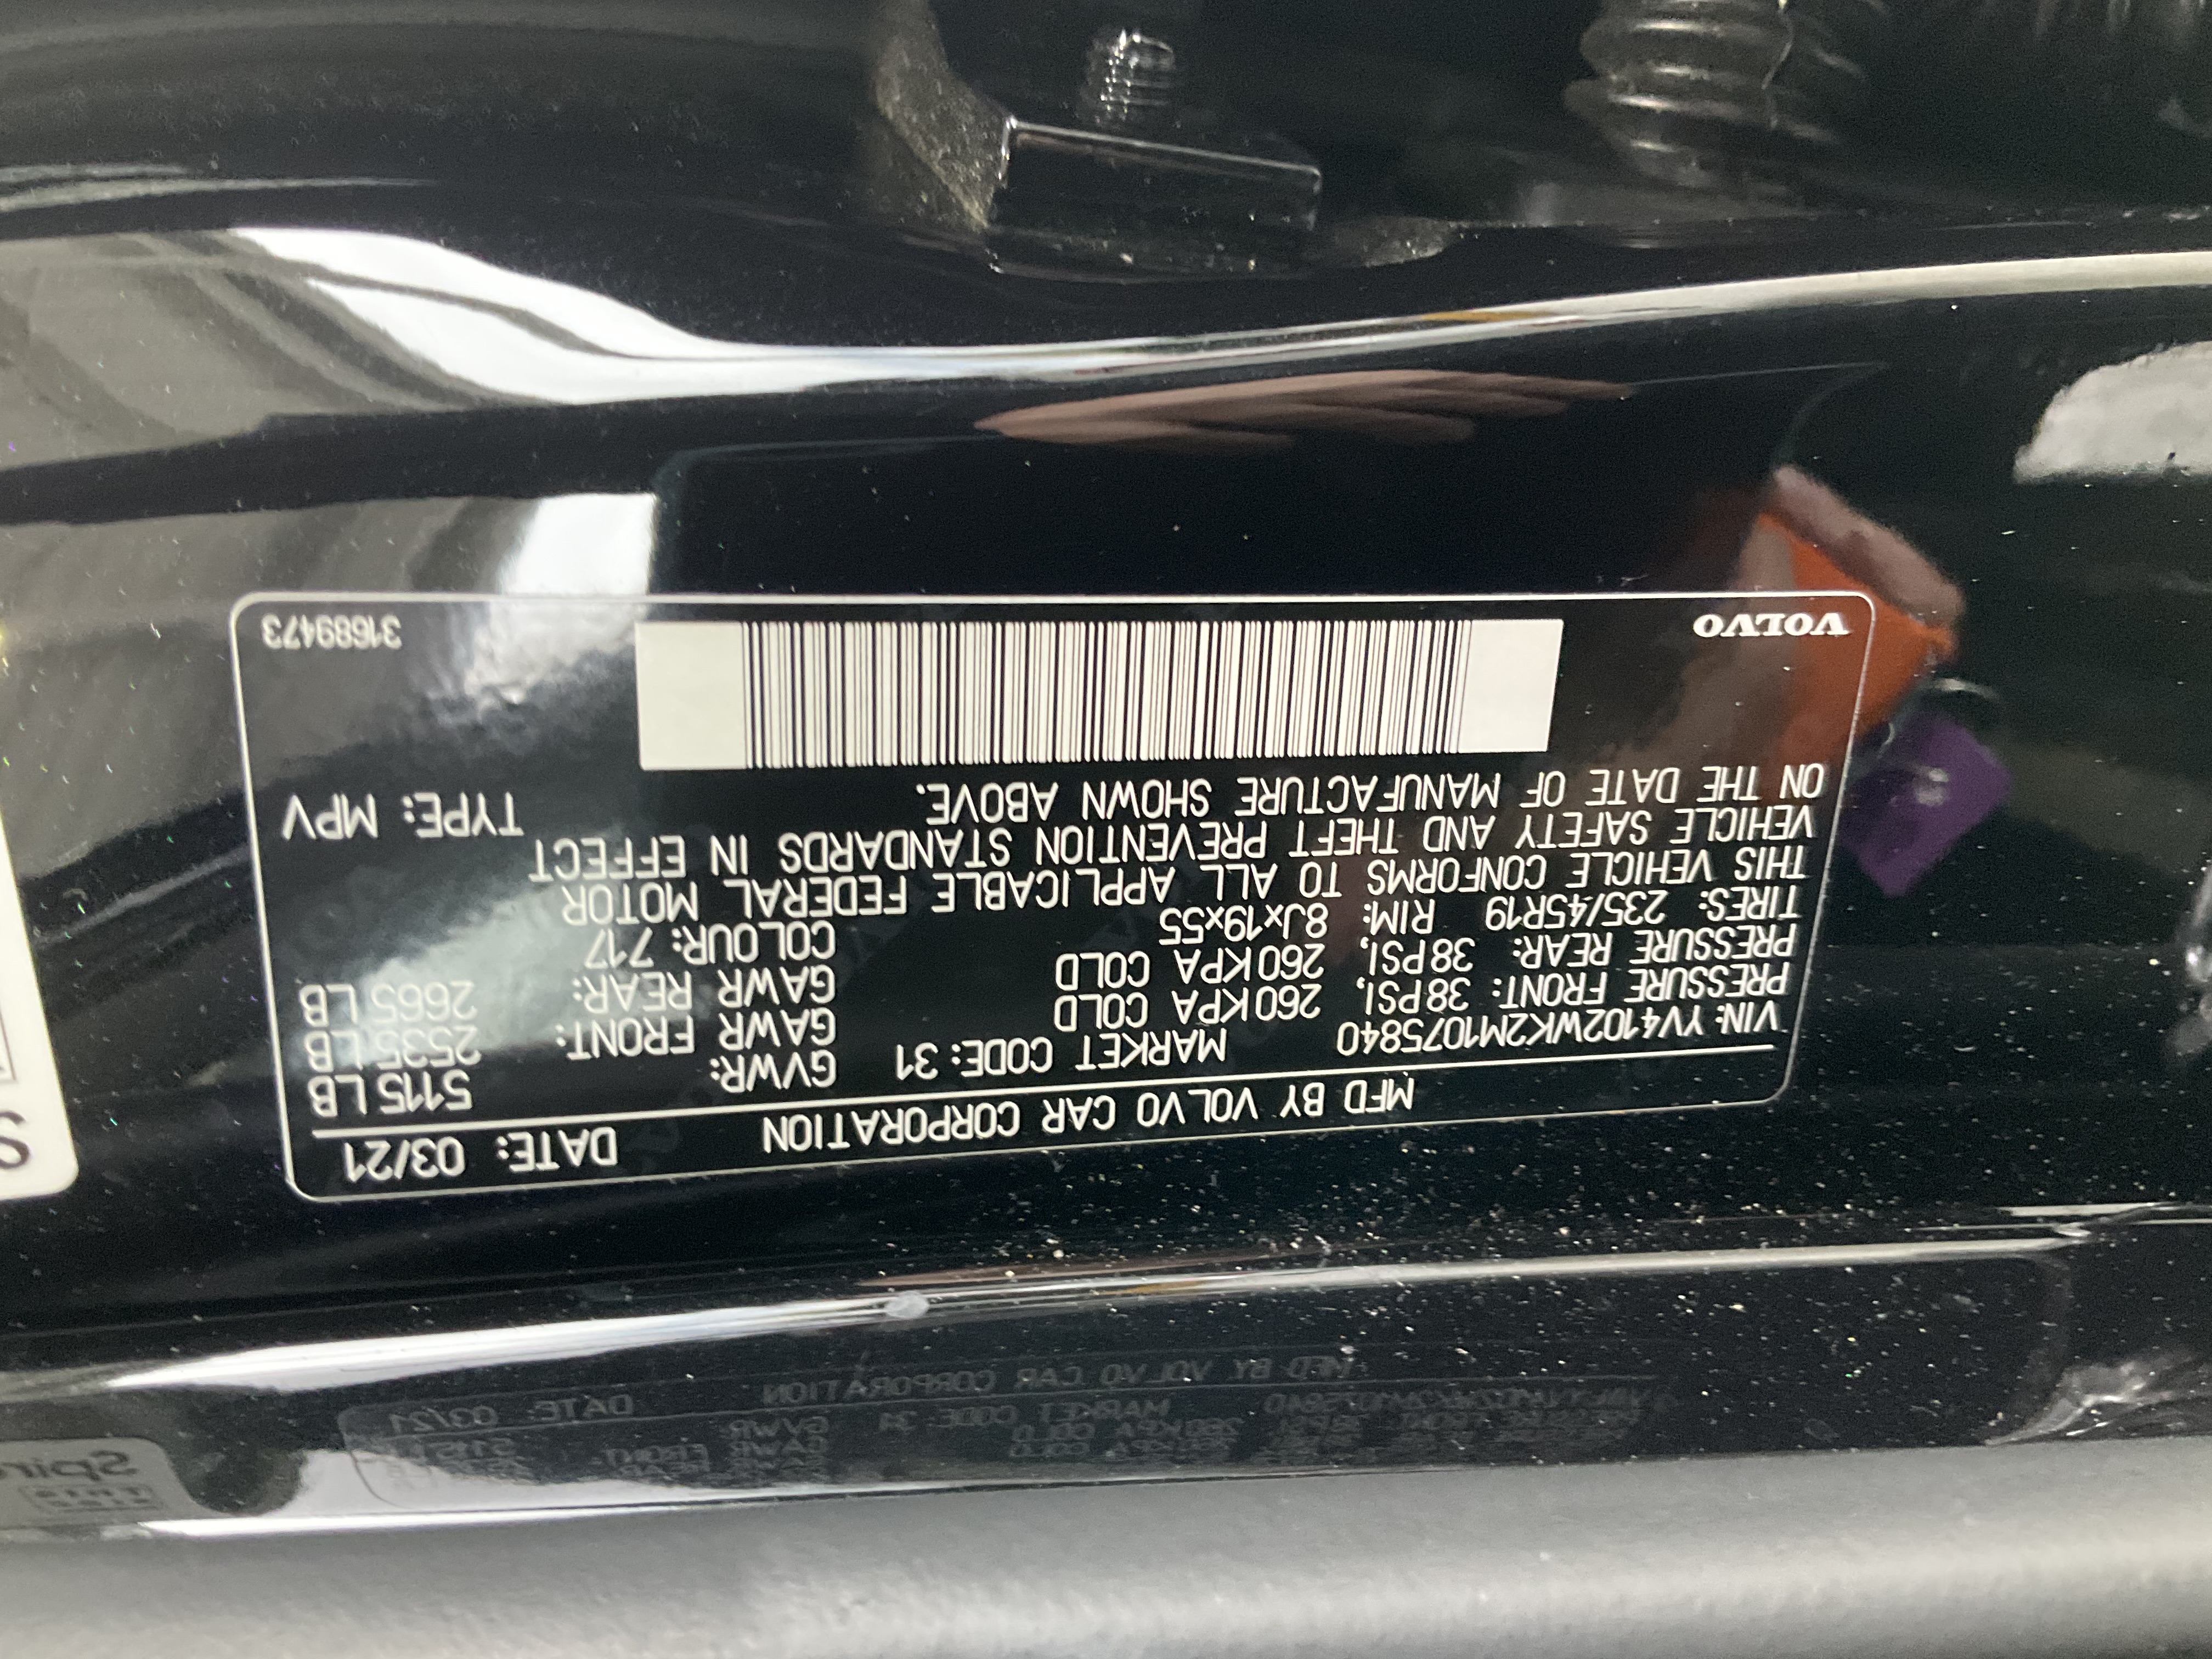 MFD BY VOLVO CAR CORPORATION DATE: 03/21
VIN: YV4102WK2M1075840 MARKET CODE: 31 GVWR: 5115 LB
PRESSURE FRONT: 38PSI, 260KPA COLD GAWR FRONT: 2535 LB
PRESSURE REAR: 38PSI, 260KPA COLD GAWR REAR: 2665 LB
TIRES: 235/45R19 RIM: 8Jx19x55 COLOUR: 717
THIS VEHICLE CONFORMS TO ALL APPLICABLE FEDERAL MOTOR
VEHICLE SAFETY AND THEFT PREVENTION STANDARDS IN EFFECT
ON THE DATE OF MANUFACTURE SHOWN ABOVE. TYPE: MPV
VOLVO 31689473